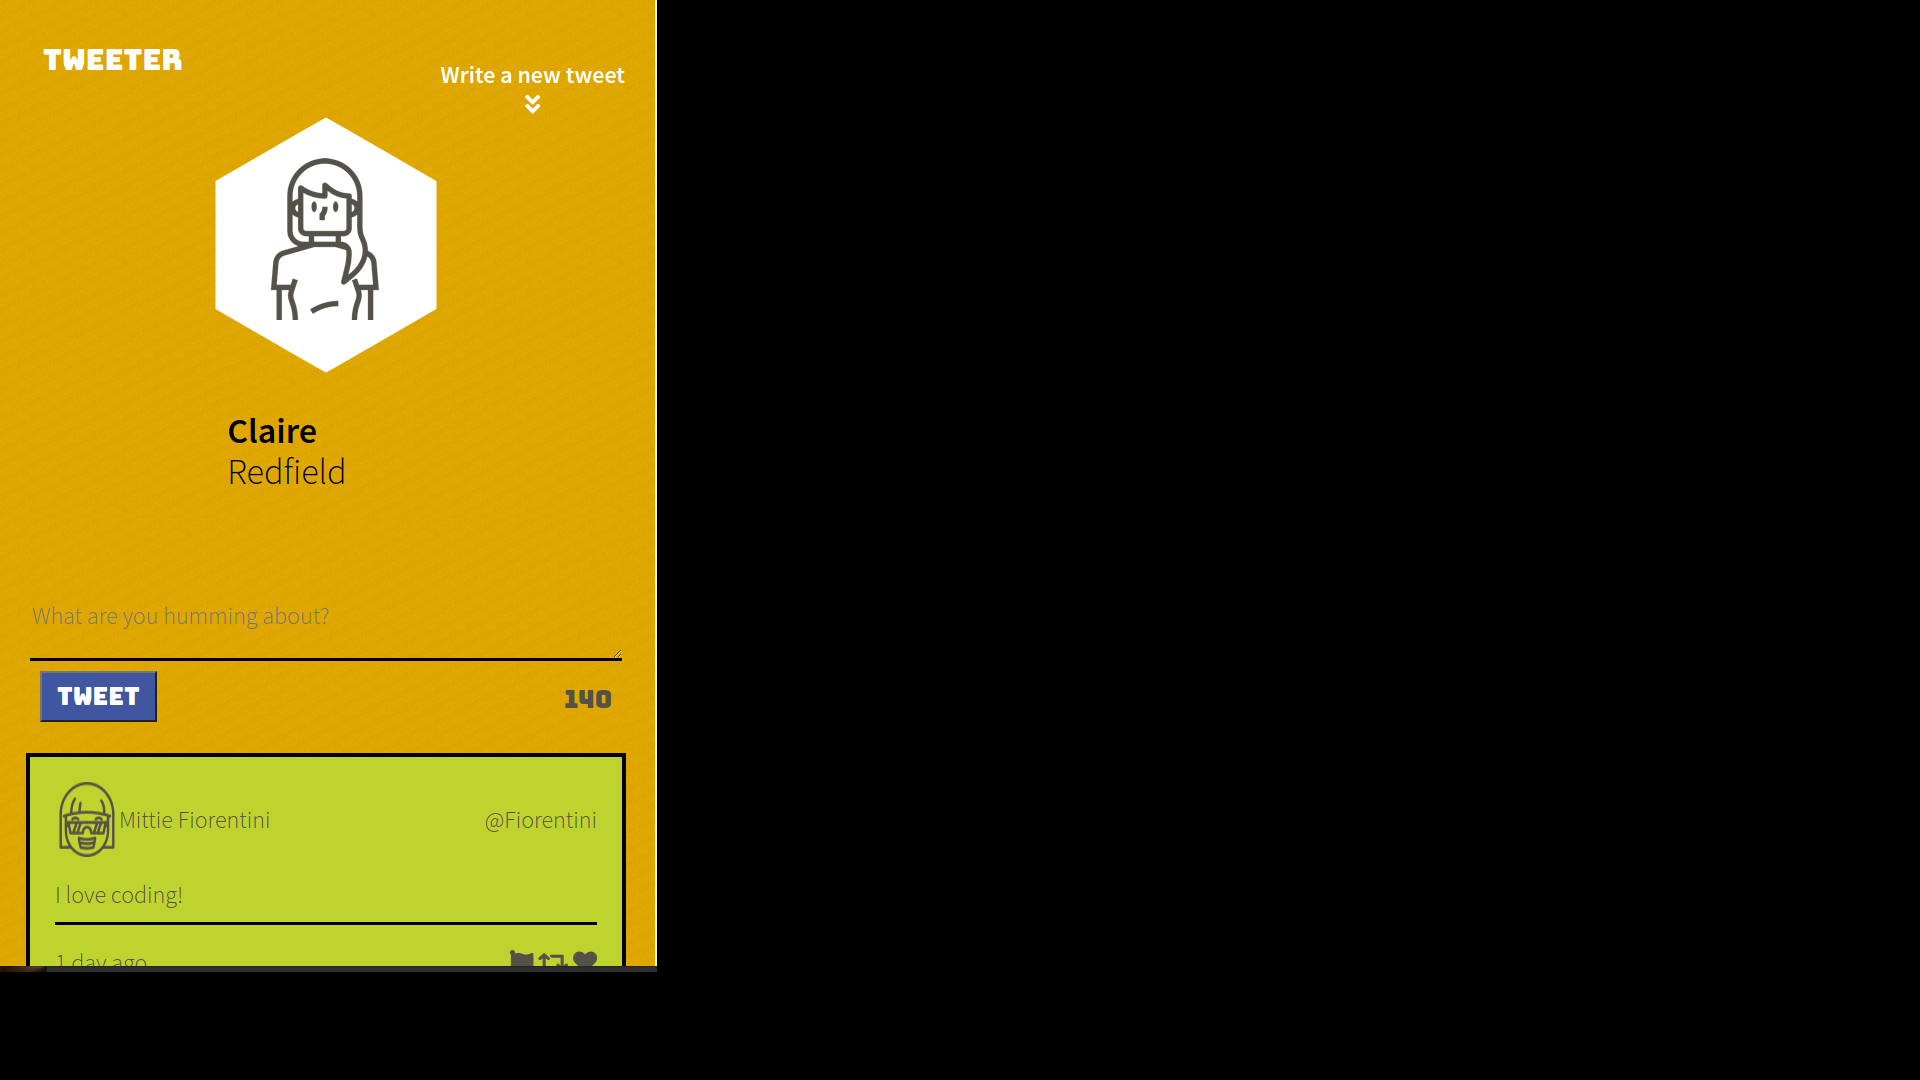 TWEETER
Write a new tweet
Claire
Redfield
What are you humming about?
TWEET
140
Mittie Fiorentini
@Fiorentini
I love coding!
1 day ago